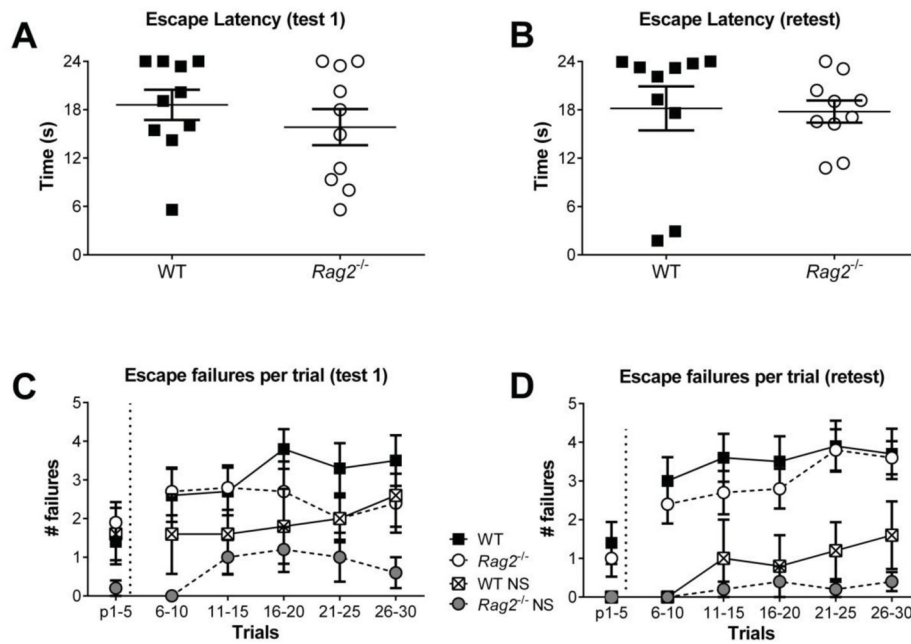 A
Escape Latency (test 1)
Time (s)
24
18
12
6
0
WT
Rag2-/-
B
Escape Latency (retest)
Time (s)
24
18
12
6
0
WT
Rag2-/-
C
Escape failures per trial (test 1)
# failures
5
4
3
2
1
0
p1-5
6-10
11-15
16-20
21-25
26-30
Trials
WT
Rag2-/-
WT NS
Rag2-/- NS
D
Escape failures per trial (retest)
# failures
5
4
3
2
1
0
p1-5
6-10
11-15
16-20
21-25
26-30
Trials